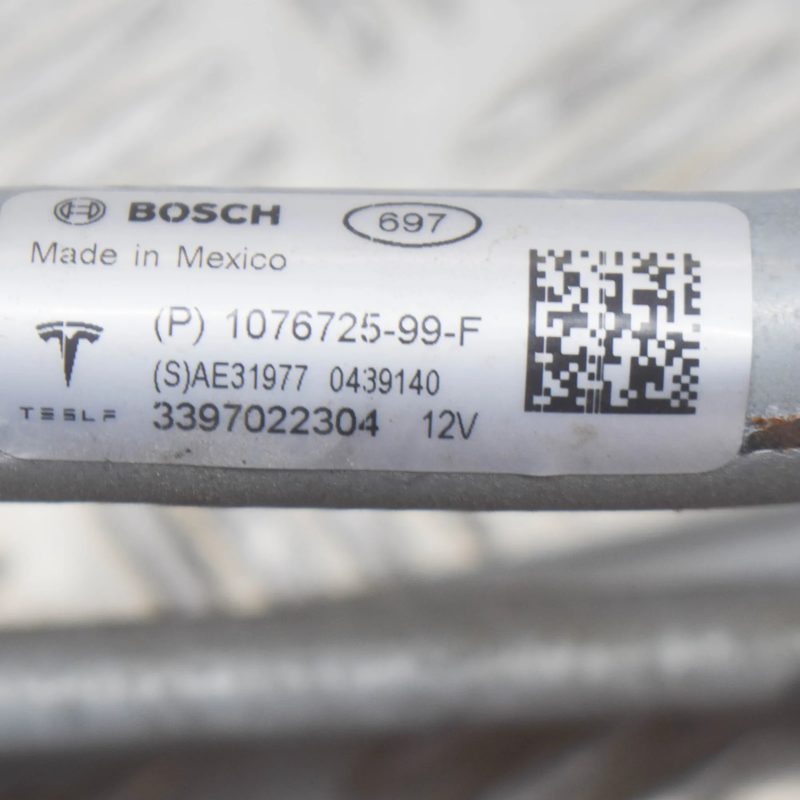 BOSCH 697
Made in Mexico
(P) 1076725-99-F
(S)AE31977 0439140
TESLA 3397022304 12V